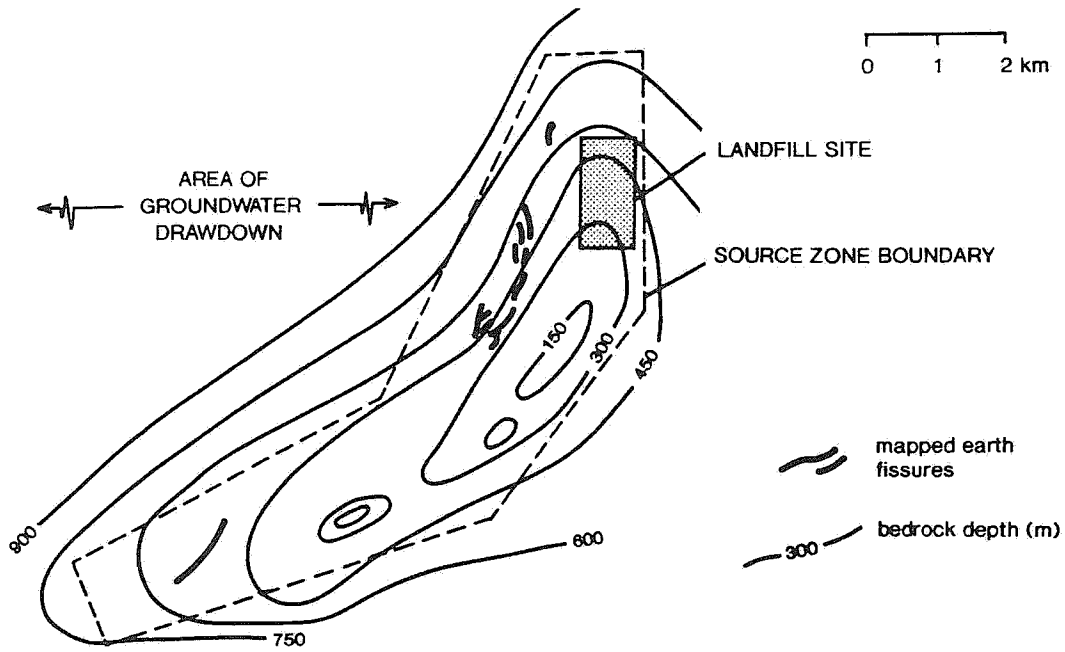 0 1 2 km
LANDFILL SITE
AREA OF
GROUNDWATER
DRAWDOWN
SOURCE ZONE BOUNDARY
150
300
450
mapped earth
fissures
900
600
300
bedrock depth (m)
750